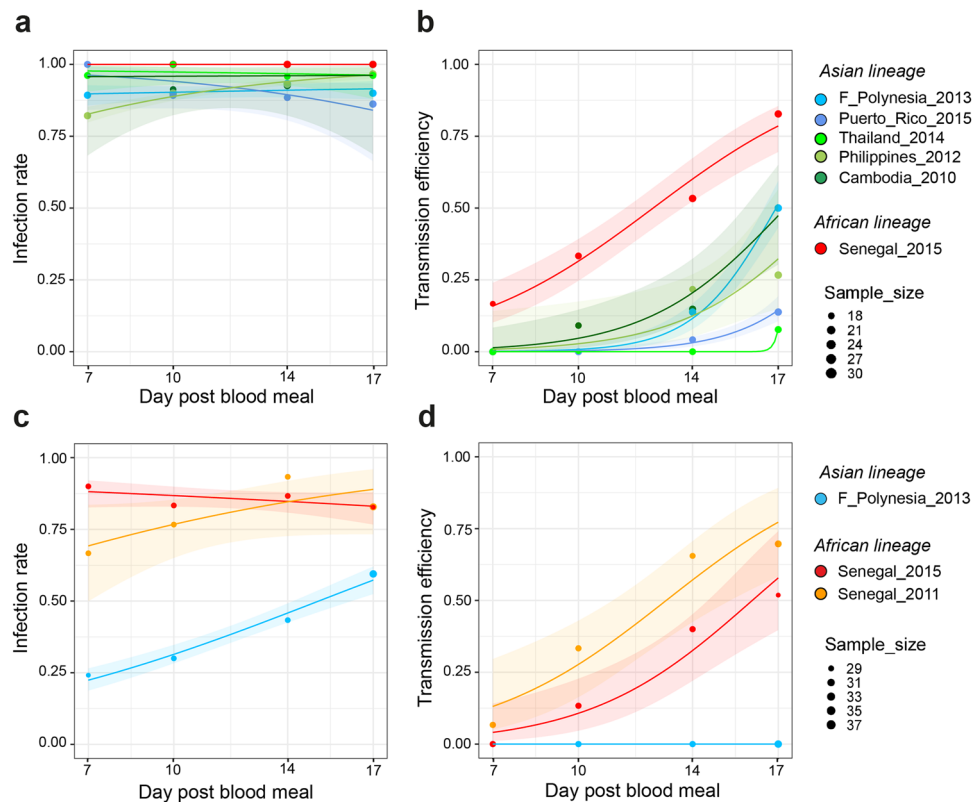 a
1.00
0.75
0.50
0.25
0.00
Infection rate
7 10 14 17
Day post blood meal
b
1.00
0.75
0.50
0.25
0.00
Transmission efficiency
7 10 14 17
Day post blood meal
Asian lineage
F_Polynesia_2013
Puerto_Rico_2015
Thailand_2014
Philippines_2012
Cambodia_2010
African lineage
Senegal_2015
Sample_size
18
21
24
27
30
c
1.00
0.75
0.50
0.25
0.00
Infection rate
7 10 14 17
Day post blood meal
d
1.00
0.75
0.50
0.25
0.00
Transmission efficiency
7 10 14 17
Day post blood meal
Asian lineage
F_Polynesia_2013
African lineage
Senegal_2015
Senegal_2011
Sample_size
29
31
33
35
37